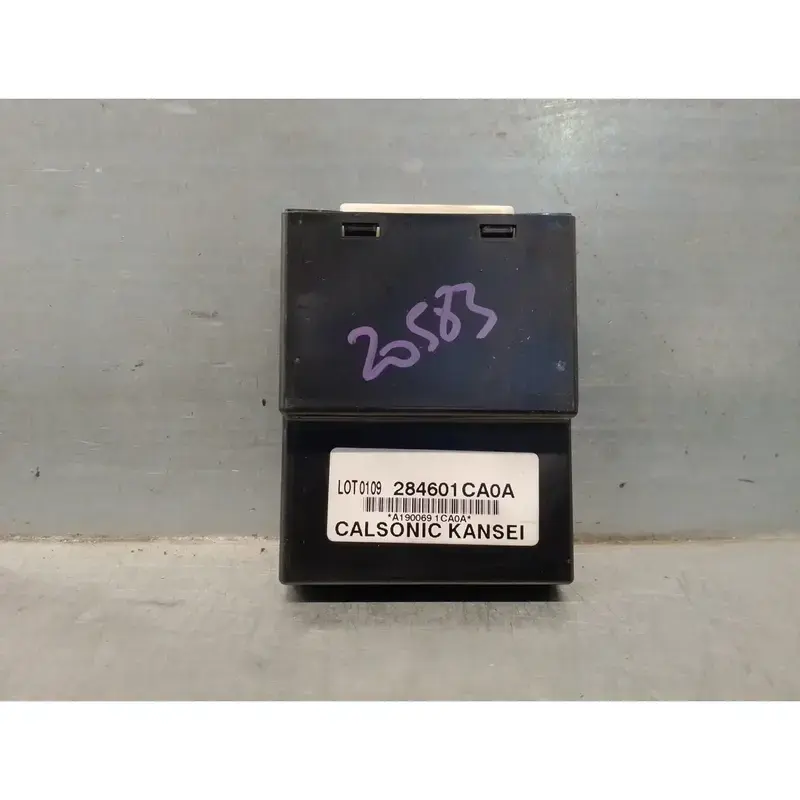 20583
LOT0109 284601CA0A
*A190069 1CA0A*
CALSONIC KANSEI